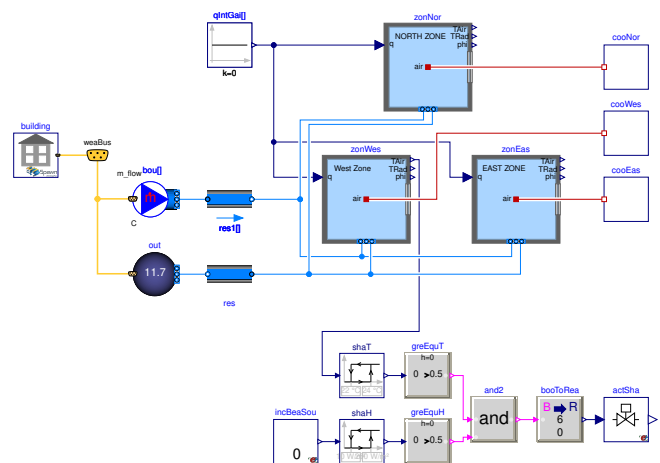 qIntGai[]
k=0
zonNor
NORTH ZONE
TAir
TRad
phi
q
air
cooNor
cooWes
cooEas
building
Spawn
weaBus
m_flow
bou[]
m
C
res1[]
out
11.7
res
zonWes
West Zone
TAir
TRad
phi
q
air
zonEas
EAST ZONE
TAir
TRad
phi
q
air
shaT
22 °C
24 °C
greEquT
h=0
0 >0.5
and2
and
booToRea
B R
6
0
actSha
incBeaSou
0
shaH
greEquH
h=0
0 >0.5